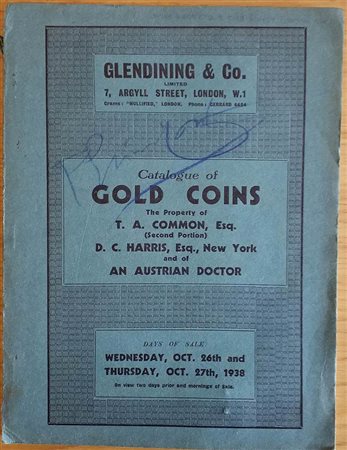 GLENDINING & Co.
LIMITED
7, ARGYLL STREET, LONDON, W.1
Grams: "NULLIFIED," LONDON. Phone: GERRARD 6424
Catalogue of
GOLD COINS
The Property of
T. A. COMMON, Esq.
(Second Portion)
D. C. HARRIS, Esq., New York
and of
AN AUSTRIAN DOCTOR
DAYS OF SALE
WEDNESDAY, OCT. 26th and
THURSDAY, OCT. 27th, 1938
On view two days prior and mornings of Sale.